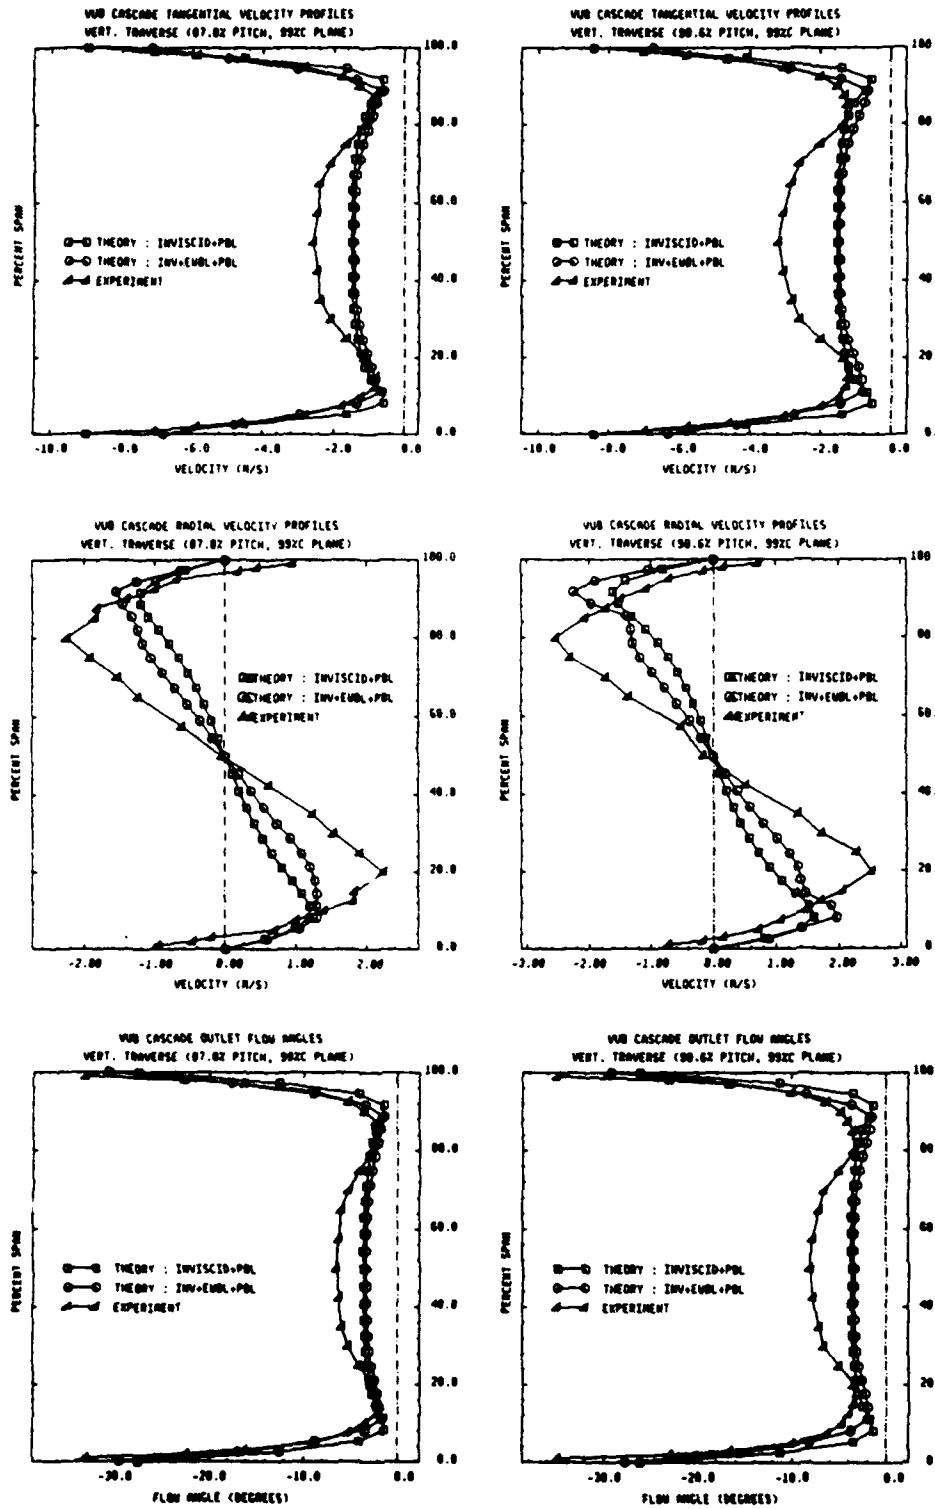 VUB CASCADE TANGENTIAL VELOCITY PROFILES
VERT. TRAVERSE (87.8% PITCH, 99%C PLANE)
100.0
80.0
60.0
40.0
20.0
0.0
PERCENT SPAN
THEORY : INVISCID+PBL
THEORY : INV+EWBL+PBL
EXPERIMENT
-10.0 -8.0 -6.0 -4.0 -2.0 0.0
VELOCITY (M/S)
VUB CASCADE TANGENTIAL VELOCITY PROFILES
VERT. TRAVERSE (90.6% PITCH, 99%C PLANE)
100
80
60
40
20
0.
PERCENT SPAN
THEORY : INVISCID+PBL
THEORY : INV+EWBL+PBL
EXPERIMENT
-10.0 -8.0 -6.0 -4.0 -2.0 0.0
VELOCITY (M/S)
VUB CASCADE RADIAL VELOCITY PROFILES
VERT. TRAVERSE (87.8% PITCH, 99%C PLANE)
100.0
80.0
60.0
40.0
20.0
0.0
PERCENT SPAN
THEORY : INVISCID+PBL
THEORY : INV+EWBL+PBL
EXPERIMENT
-2.00 -1.00 0.00 1.00 2.00
VELOCITY (M/S)
VUB CASCADE RADIAL VELOCITY PROFILES
VERT. TRAVERSE (90.6% PITCH, 99%C PLANE)
100
80
60
40
20
0
PERCENT SPAN
THEORY : INVISCID+PBL
THEORY : INV+EWBL+PBL
EXPERIMENT
-3.00 -2.00 -1.00 0.00 1.00 2.00 3.00
VELOCITY (M/S)
VUB CASCADE OUTLET FLOW ANGLES
VERT. TRAVERSE (87.8% PITCH, 99%C PLANE)
100.0
80.0
60.0
40.0
20.0
0.0
PERCENT SPAN
THEORY : INVISCID+PBL
THEORY : INV+EWBL+PBL
EXPERIMENT
-30.0 -20.0 -10.0 0.0
FLOW ANGLE (DEGREES)
VUB CASCADE OUTLET FLOW ANGLES
VERT. TRAVERSE (90.6% PITCH, 99%C PLANE)
100
80
60
40
20
0.
PERCENT SPAN
THEORY : INVISCID+PBL
THEORY : INV+EWBL+PBL
EXPERIMENT
-30.0 -20.0 -10.0 0.0
FLOW ANGLE (DEGREES)